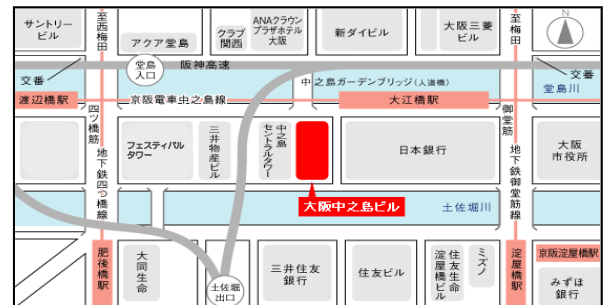 サントリー
ビル
至西梅田
アクア堂島
クラブ
関西
ANAクラウン
プラザホテル
大阪
新ダイビル
大阪三菱
ビル
至梅田
交番
堂島
入口
阪神高速
中之島ガーデンブリッジ(人道橋)
交番
堂島川
渡辺橋駅
京阪電車中之島線
大江橋駅
四ツ橋筋
地下鉄四つ橋線
フェスティバル
タワー
三井物産ビル
中之島
セントラルタワー
日本銀行
御堂筋
地下鉄御堂筋線
大阪
市役所
大阪中之島ビル
土佐堀川
肥後橋駅
大同生命
土佐堀
出口
三井住友
銀行
住友ビル
住友生命
淀屋橋ビル
ミズノ
淀屋橋駅
京阪淀屋橋駅
みずほ
銀行